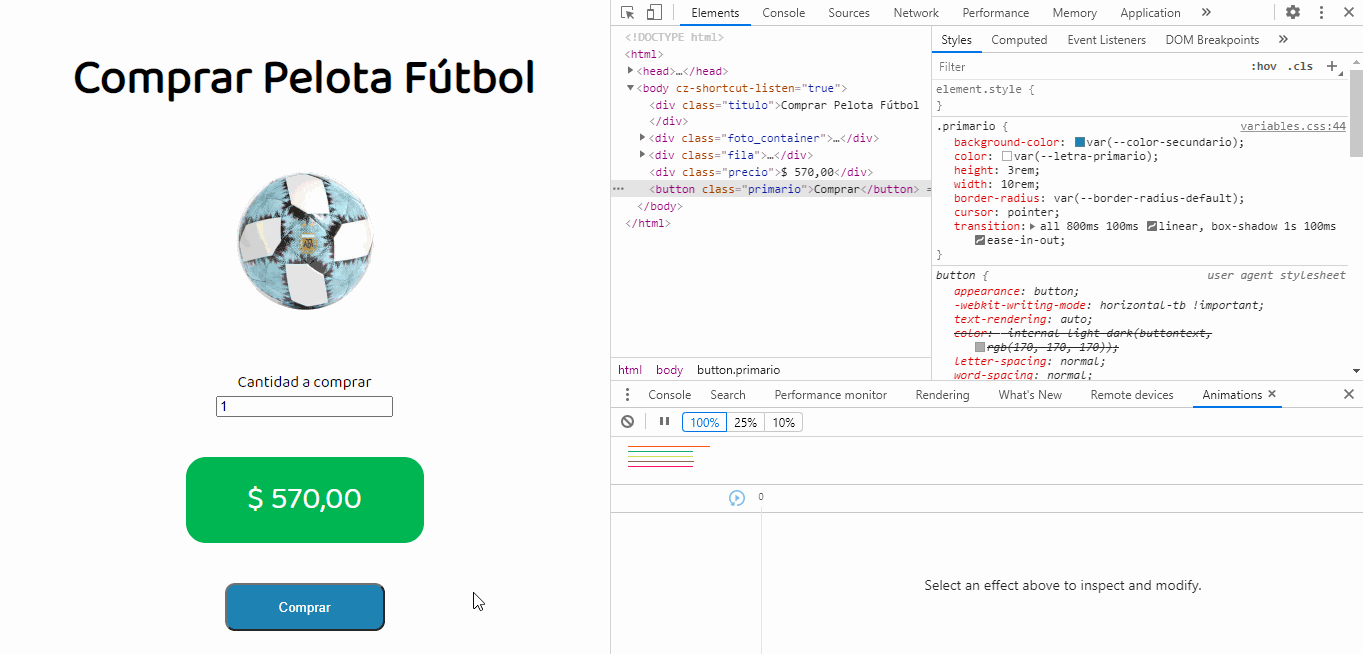 Comprar Pelota Fútbol
Cantidad a comprar
1
$ 570,00
Comprar
Elements Console Sources Network Performance Memory Application »
<!DOCTYPE html>
<html>
<head>…</head>
<body cz-shortcut-listen="true">
<div class="titulo">Comprar Pelota Fútbol
</div>
<div class="foto_container">…</div>
<div class="fila">…</div>
<div class="precio">$ 570,00</div>
<button class="primario">Comprar</button> =
</body>
</html>
html body button.primario
Styles Computed Event Listeners DOM Breakpoints »
Filter :hov .cls +
element.style {
}
.primario { variables.css:44
background-color: var(--color-secundario);
color: var(--letra-primario);
height: 3rem;
width: 10rem;
border-radius: var(--border-radius-default);
cursor: pointer;
transition: all 800ms 100ms linear, box-shadow 1s 100ms
ease-in-out;
}
button { user agent stylesheet
appearance: button;
-webkit-writing-mode: horizontal-tb !important;
text-rendering: auto;
color: -internal-light-dark(buttontext,
rgb(170, 170, 170));
letter-spacing: normal;
word-spacing: normal;
Console Search Performance monitor Rendering What's New Remote devices Animations ×
100% 25% 10%
0
Select an effect above to inspect and modify.